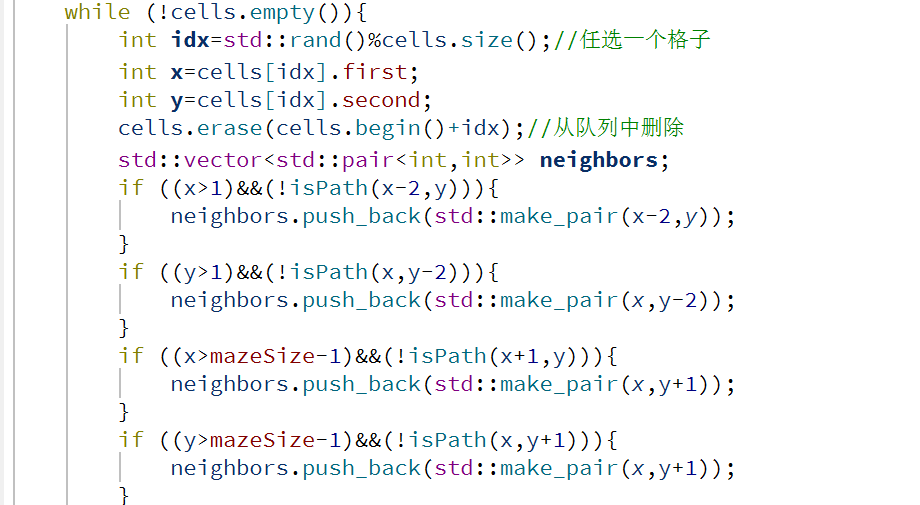 while (!cells.empty()){
int idx=std::rand()%cells.size();//任选一个格子
int x=cells[idx].first;
int y=cells[idx].second;
cells.erase(cells.begin()+idx);//从队列中删除
std::vector<std::pair<int,int>> neighbors;
if ((x>1)&&(!isPath(x-2,y))){
neighbors.push_back(std::make_pair(x-2,y));
}
if ((y>1)&&(!isPath(x,y-2))){
neighbors.push_back(std::make_pair(x,y-2));
}
if ((x>mazeSize-1)&&(!isPath(x+1,y))){
neighbors.push_back(std::make_pair(x,y+1));
}
if ((y>mazeSize-1)&&(!isPath(x,y+1))){
neighbors.push_back(std::make_pair(x,y+1));
}